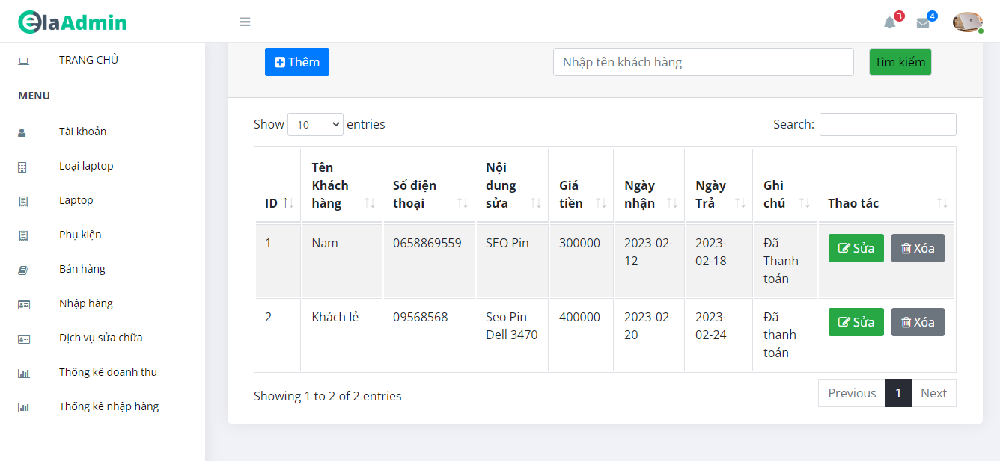 elaAdmin
3
4
TRANG CHỦ
MENU
Tài khoản
Loại laptop
Laptop
Phụ kiện
Bán hàng
Nhập hàng
Dịch vụ sửa chữa
Thống kê doanh thu
Thống kê nhập hàng
Thêm
Nhập tên khách hàng
Tìm kiếm
Show 10 entries
Search:
ID
Tên
Khách
hàng
Số điện
thoại
Nội
dung
sửa
Giá
tiền
Ngày
nhận
Ngày
Trả
Ghi
chú
Thao tác
1
Nam
0658869559
SEO Pin
300000
2023-02-
12
2023-
02-18
Đã
Thanh
toán
Sửa
Xóa
2
Khách lẻ
09568568
Seo Pin
Dell 3470
400000
2023-02-
20
2023-
02-24
Đã
thanh
toán
Sửa
Xóa
Showing 1 to 2 of 2 entries
Previous
1
Next